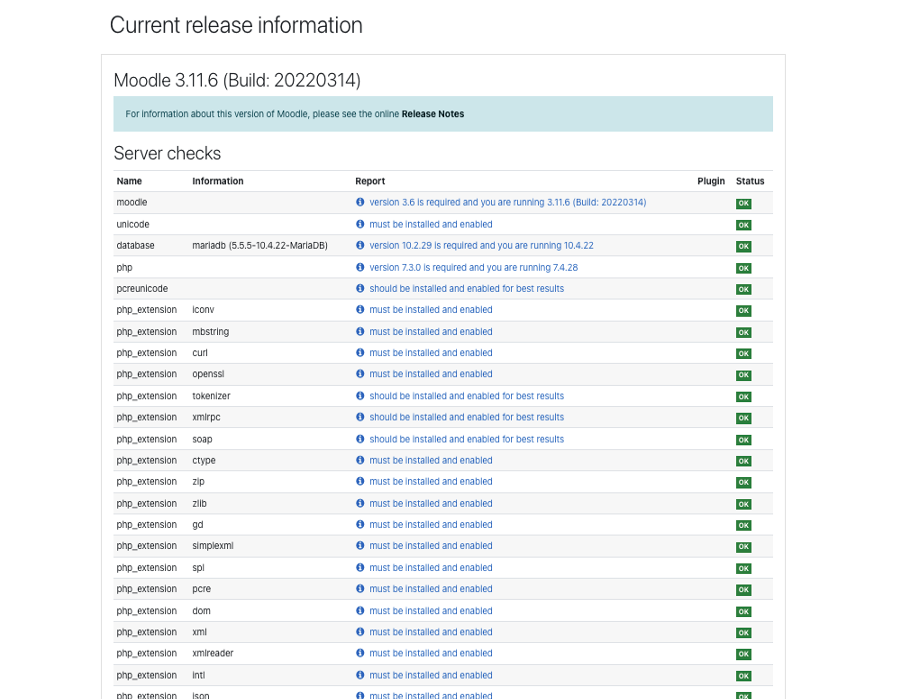 Current release information
Moodle 3.11.6 (Build: 20220314)
For information about this version of Moodle, please see the online Release Notes
Server checks
Name Information Report Plugin Status
moodle version 3.6 is required and you are running 3.11.6 (Build: 20220314) OK
unicode must be installed and enabled OK
database mariadb (5.5.5-10.4.22-MariaDB) version 10.2.29 is required and you are running 10.4.22 OK
php version 7.3.0 is required and you are running 7.4.28 OK
pcreunicode should be installed and enabled for best results OK
php_extension iconv must be installed and enabled OK
php_extension mbstring must be installed and enabled OK
php_extension curl must be installed and enabled OK
php_extension openssl must be installed and enabled OK
php_extension tokenizer should be installed and enabled for best results OK
php_extension xmlrpc should be installed and enabled for best results OK
php_extension soap should be installed and enabled for best results OK
php_extension ctype must be installed and enabled OK
php_extension zip must be installed and enabled OK
php_extension zlib must be installed and enabled OK
php_extension gd must be installed and enabled OK
php_extension simplexml must be installed and enabled OK
php_extension spl must be installed and enabled OK
php_extension pcre must be installed and enabled OK
php_extension dom must be installed and enabled OK
php_extension xml must be installed and enabled OK
php_extension xmlreader must be installed and enabled OK
php_extension intl must be installed and enabled OK
php_extension json must be installed and enabled OK